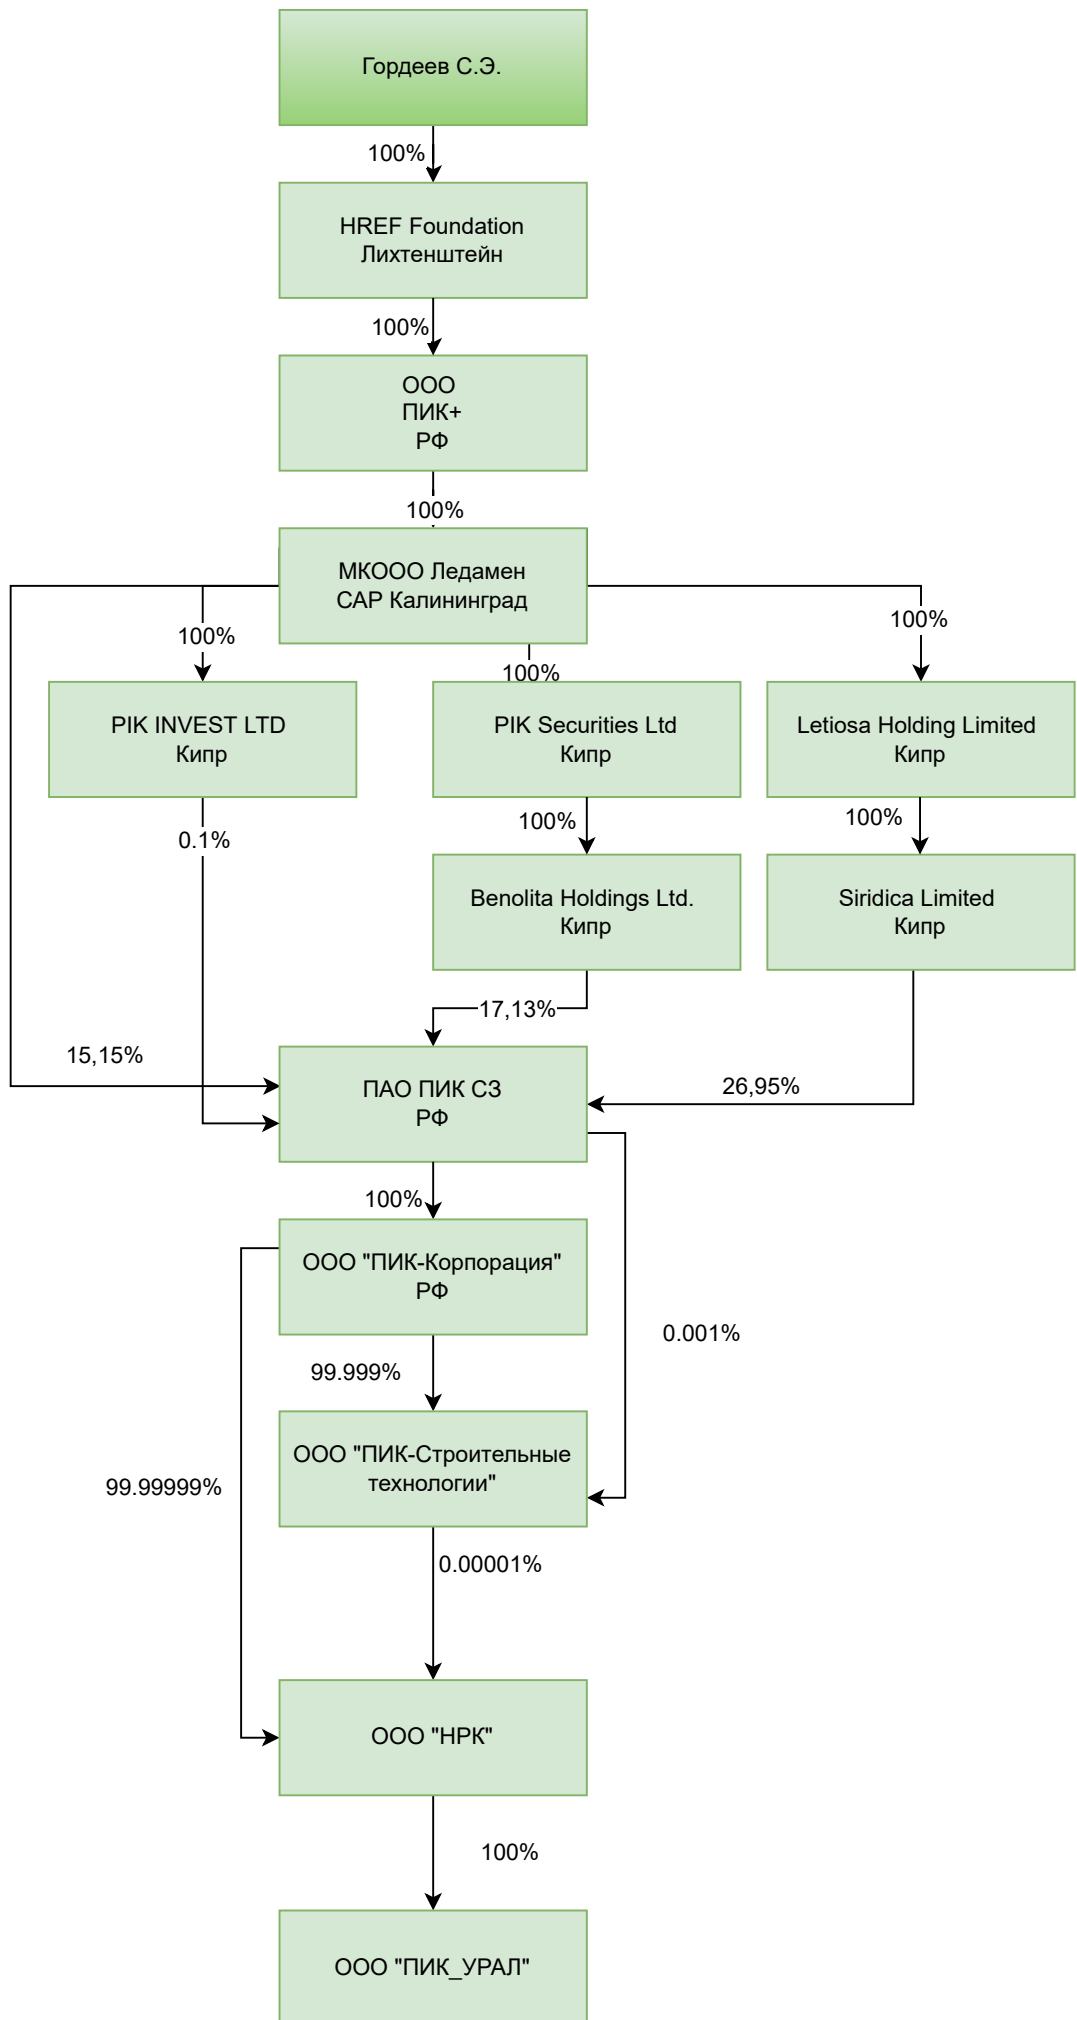 Гордеев С.Э.
100%
HREF Foundation
Лихтенштейн
100%
ООО
ПИК+
РФ
100%
МКООО Ледамен
САР Калининград
100%
100%
100%
PIK INVEST LTD
Кипр
PIK Securities Ltd
Кипр
Letiosa Holding Limited
Кипр
0.1%
100%
100%
Benolita Holdings Ltd.
Кипр
Siridica Limited
Кипр
17,13%
15,15%
26,95%
ПАО ПИК СЗ
РФ
100%
ООО "ПИК-Корпорация"
РФ
0.001%
99.999%
ООО "ПИК-Строительные
технологии"
99.99999%
0.00001%
ООО "НРК"
100%
ООО "ПИК_УРАЛ"